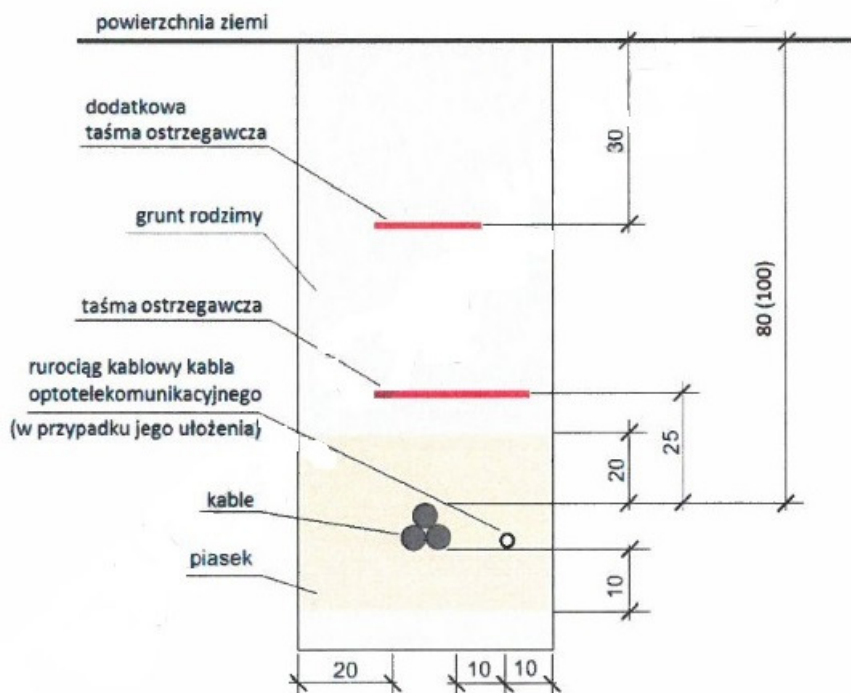 powierzchnia ziemi
dodatkowa
taśma ostrzegawcza
30
grunt rodzimy
80 (100)
taśma ostrzegawcza
rurociąg kablowy kabla
optotelekomunikacyjnego
(w przypadku jego ułożenia)
25
20
kable
piasek
10
20
10
10